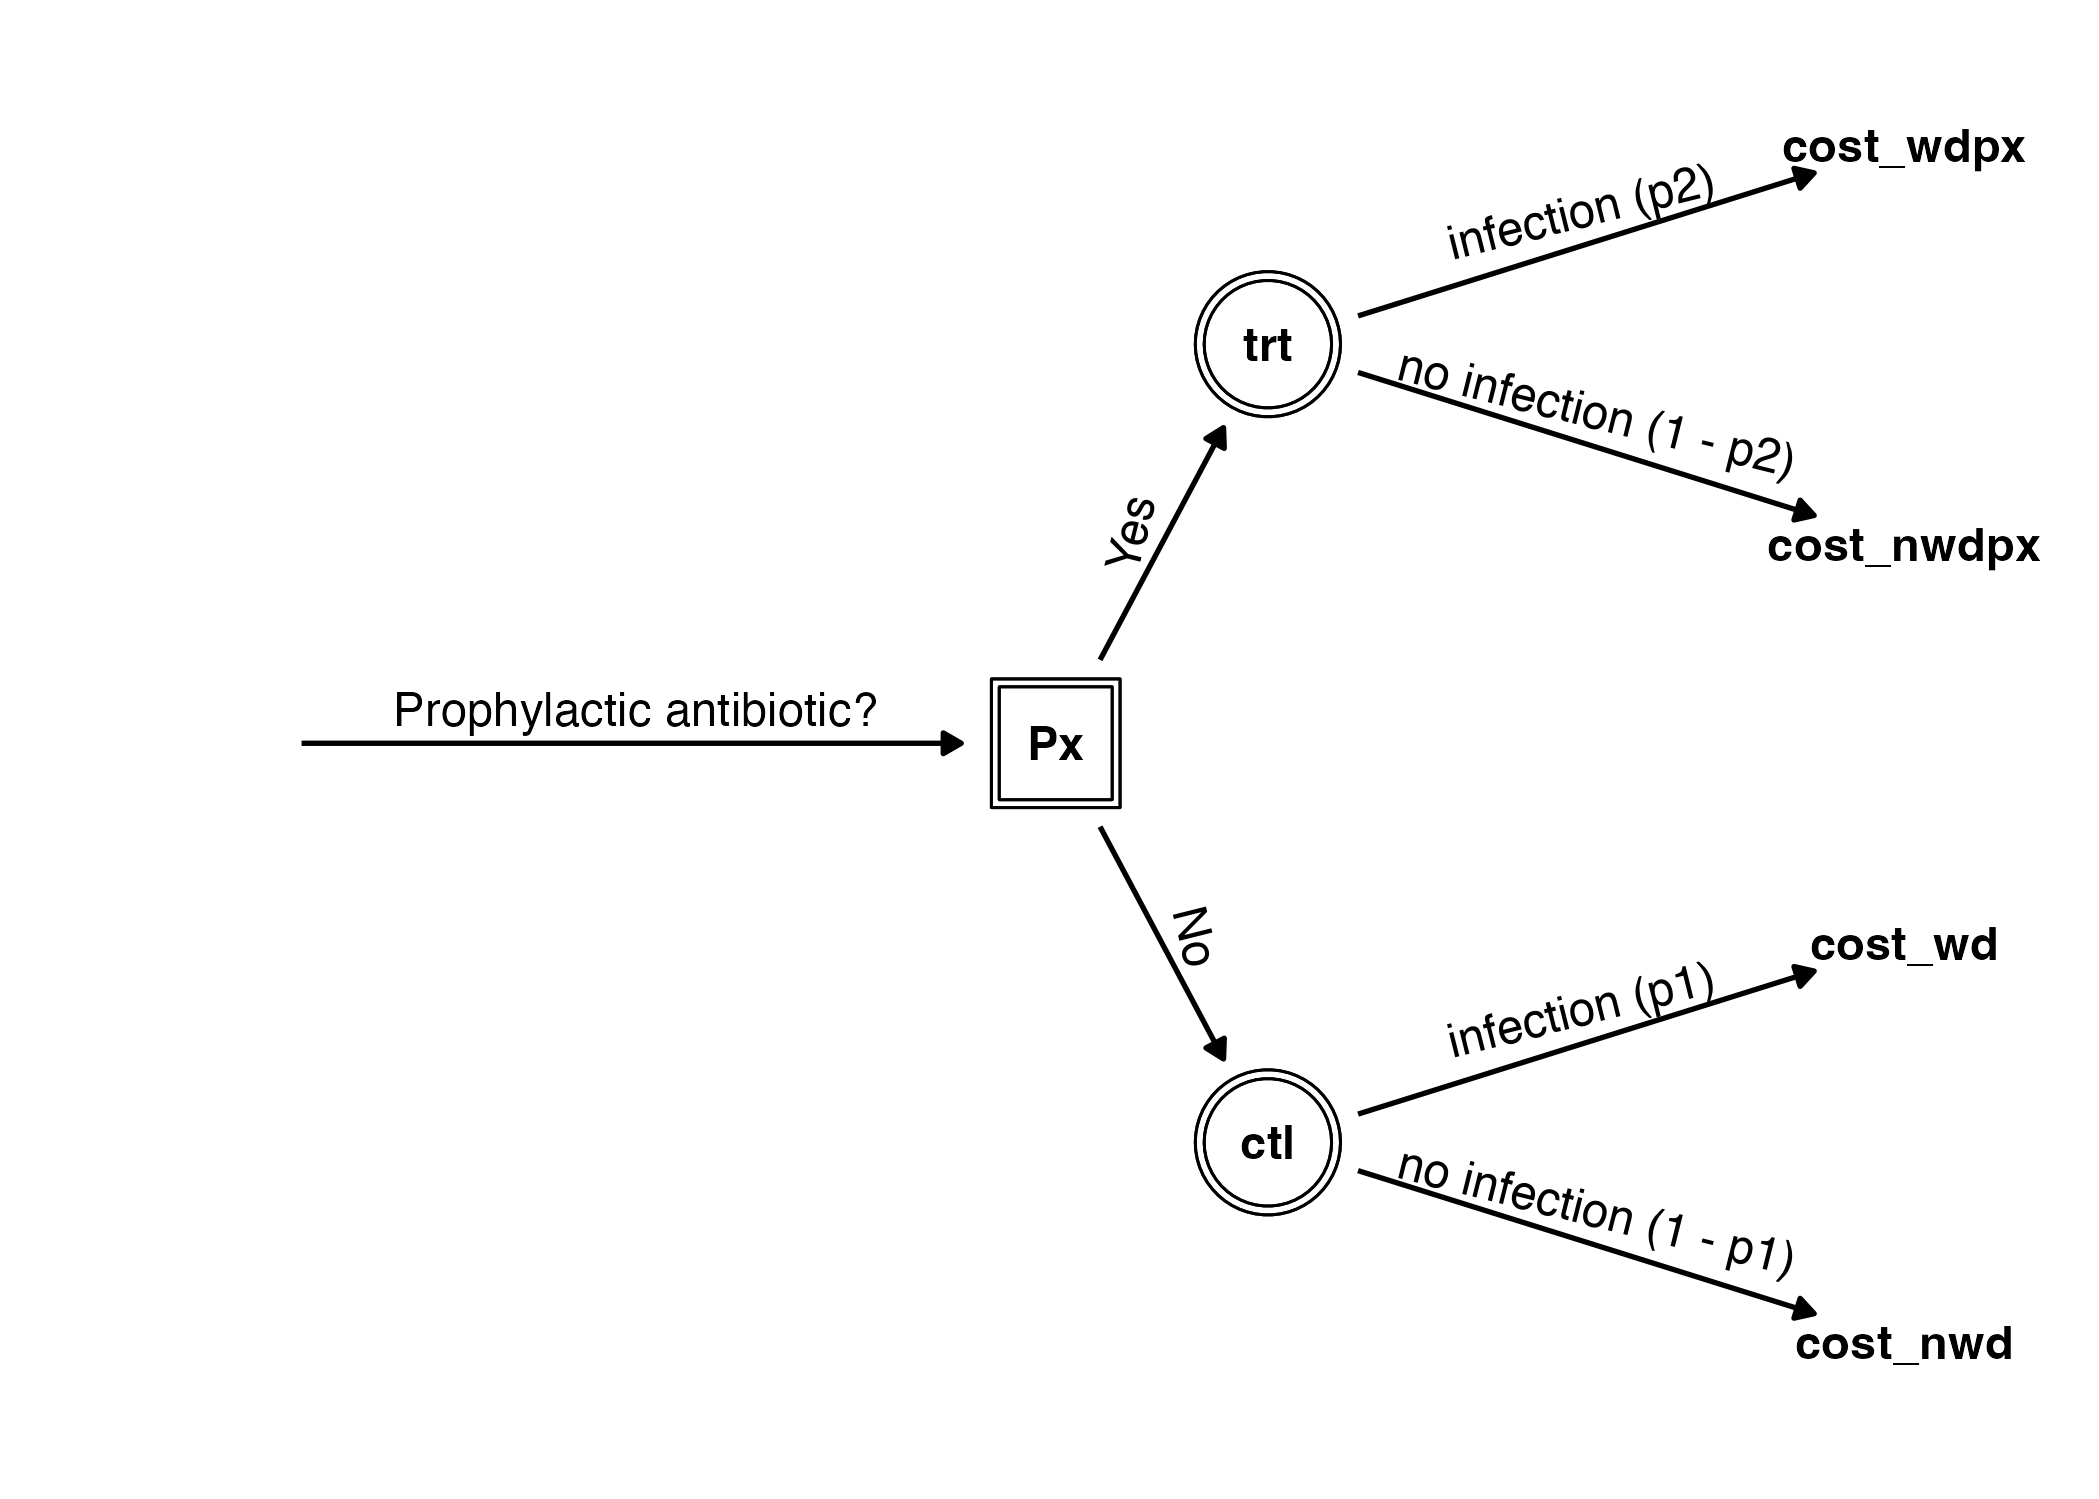 cost_wdpx
infection (p2)
trt
no infection (1 - p2)
cost_nwdpx
Yes
Prophylactic antibiotic?
Px
No
cost_wd
infection (p1)
ctl
no infection (1 - p1)
cost_nwd